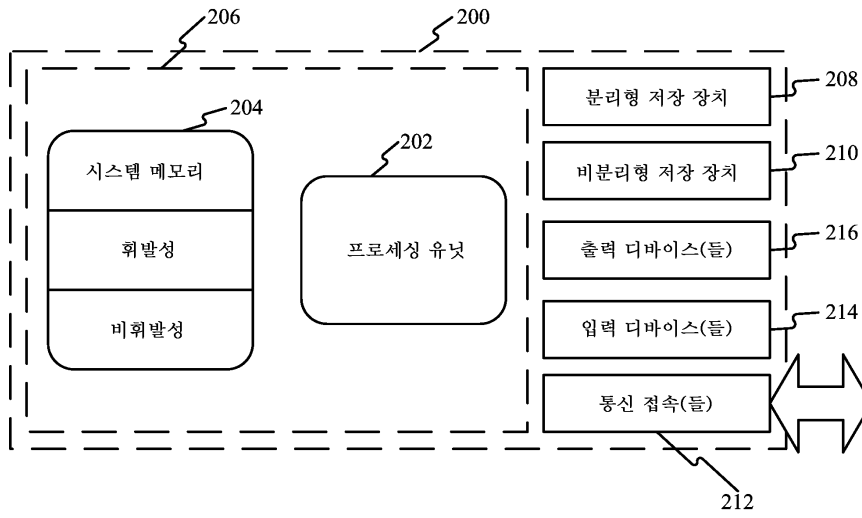 206
200
208
분리형 저장 장치
204
202
210
시스템 메모리
비분리형 저장 장치
216
휘발성
프로세싱 유닛
출력 디바이스(들)
214
비휘발성
입력 디바이스(들)
통신 접속(들)
212